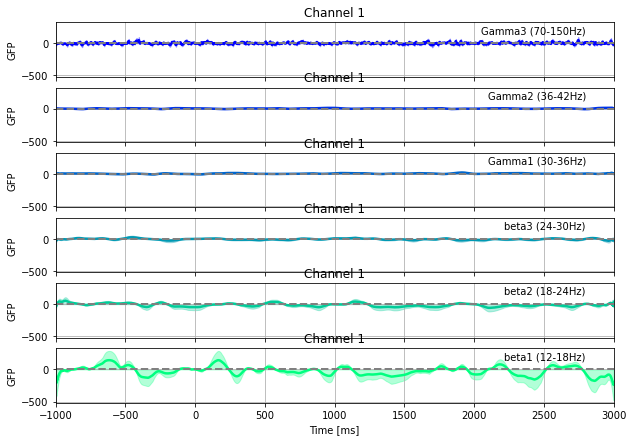 Channel 1
Gamma3 (70-150Hz)
0
GFP
−500
Channel 1
Gamma2 (36-42Hz)
0
GFP
−500
Channel 1
Gamma1 (30-36Hz)
0
GFP
−500
Channel 1
beta3 (24-30Hz)
0
GFP
−500
Channel 1
beta2 (18-24Hz)
0
GFP
−500
Channel 1
beta1 (12-18Hz)
0
GFP
−500
−1000 −500 0 500 1000 1500 2000 2500 3000
Time [ms]